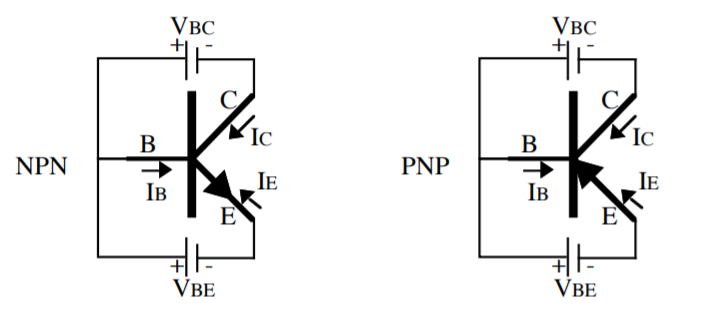 VBC
+ -
C
B
IC
NPN
IB
IE
E
+ -
VBE
VBC
+ -
C
B
IC
PNP
IB
IE
E
+ -
VBE